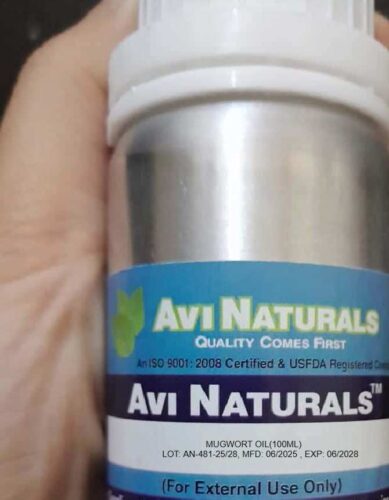 AVI NATURALS
QUALITY COMES FIRST
An ISO 9001: 2008 Certified & USFDA Registered
AVI NATURALS™
MUGWORT OIL(100ML)
LOT: AN-481-25/28, MFD: 06/2025 , EXP: 06/2028
(For External Use Only)